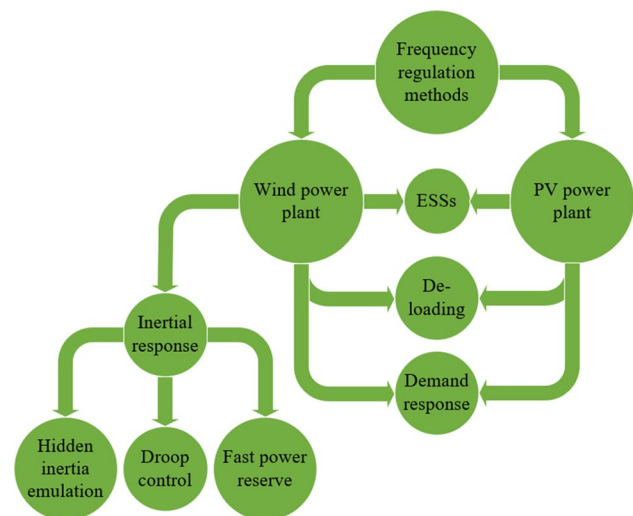 Frequency
regulation
methods
Wind power
plant
ESSs
PV power
plant
De-
loading
Inertial
response
Demand
response
Hidden
inertia
emulation
Droop
control
Fast power
reserve